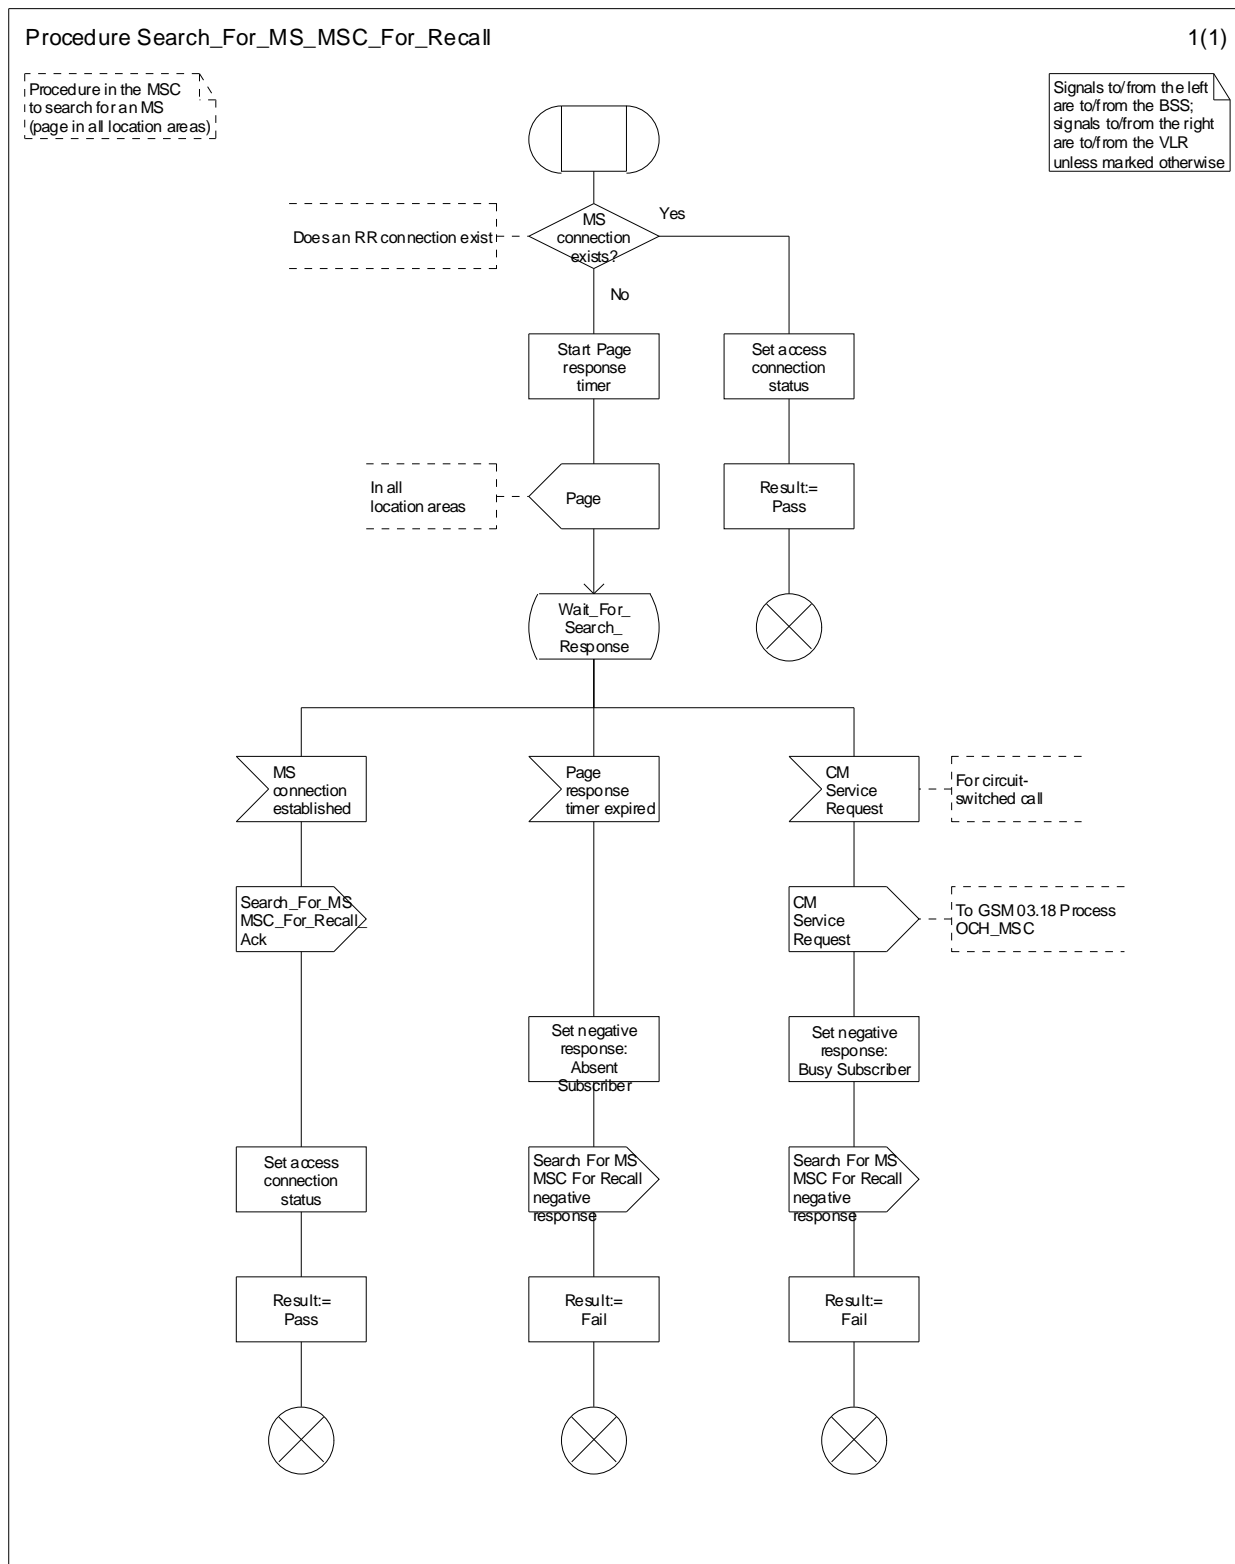 Procedure Search_For_MS_MSC_For_Recall
1(1)
Procedure in the MSC
to search for an MS
(page in all location areas)
Signals to/from the left
are to/from the BSS;
signals to/from the right
are to/from the VLR
unless marked otherwise
Does an RR connection exist
MS
connection
exists?
Yes
No
Start Page
response
timer
Set access
connection
status
In all
location areas
Page
Result:=
Pass
Wait_For_
Search_
Response
MS
connection
established
Page
response
timer expired
CM
Service
Request
For circuit-
switched call
Search_For_MS
MSC_For_Recall_
Ack
CM
Service
Request
To GSM 03.18 Process
OCH_MSC
Set negative
response:
Absent
Subscriber
Set negative
response:
Busy Subscriber
Set access
connection
status
Search For MS
MSC For Recall
negative
response
Search For MS
MSC For Recall
negative
response
Result:=
Pass
Result:=
Fail
Result:=
Fail